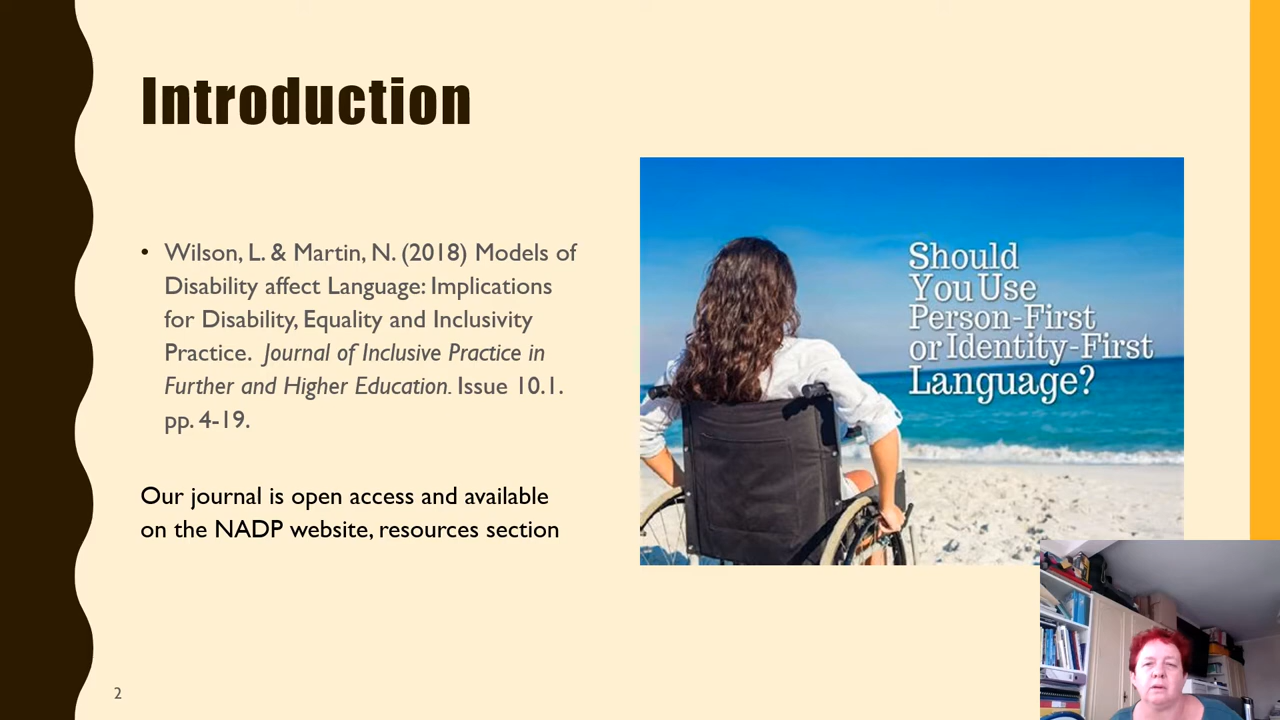 Introduction
• Wilson, L. & Martin, N. (2018) Models of
Disability affect Language: Implications
for Disability, Equality and Inclusivity
Practice. Journal of Inclusive Practice in
Further and Higher Education. Issue 10.1.
pp. 4-19.
Our journal is open access and available
on the NADP website, resources section
Should
You Use
Person-First
or Identity-First
Language?
2